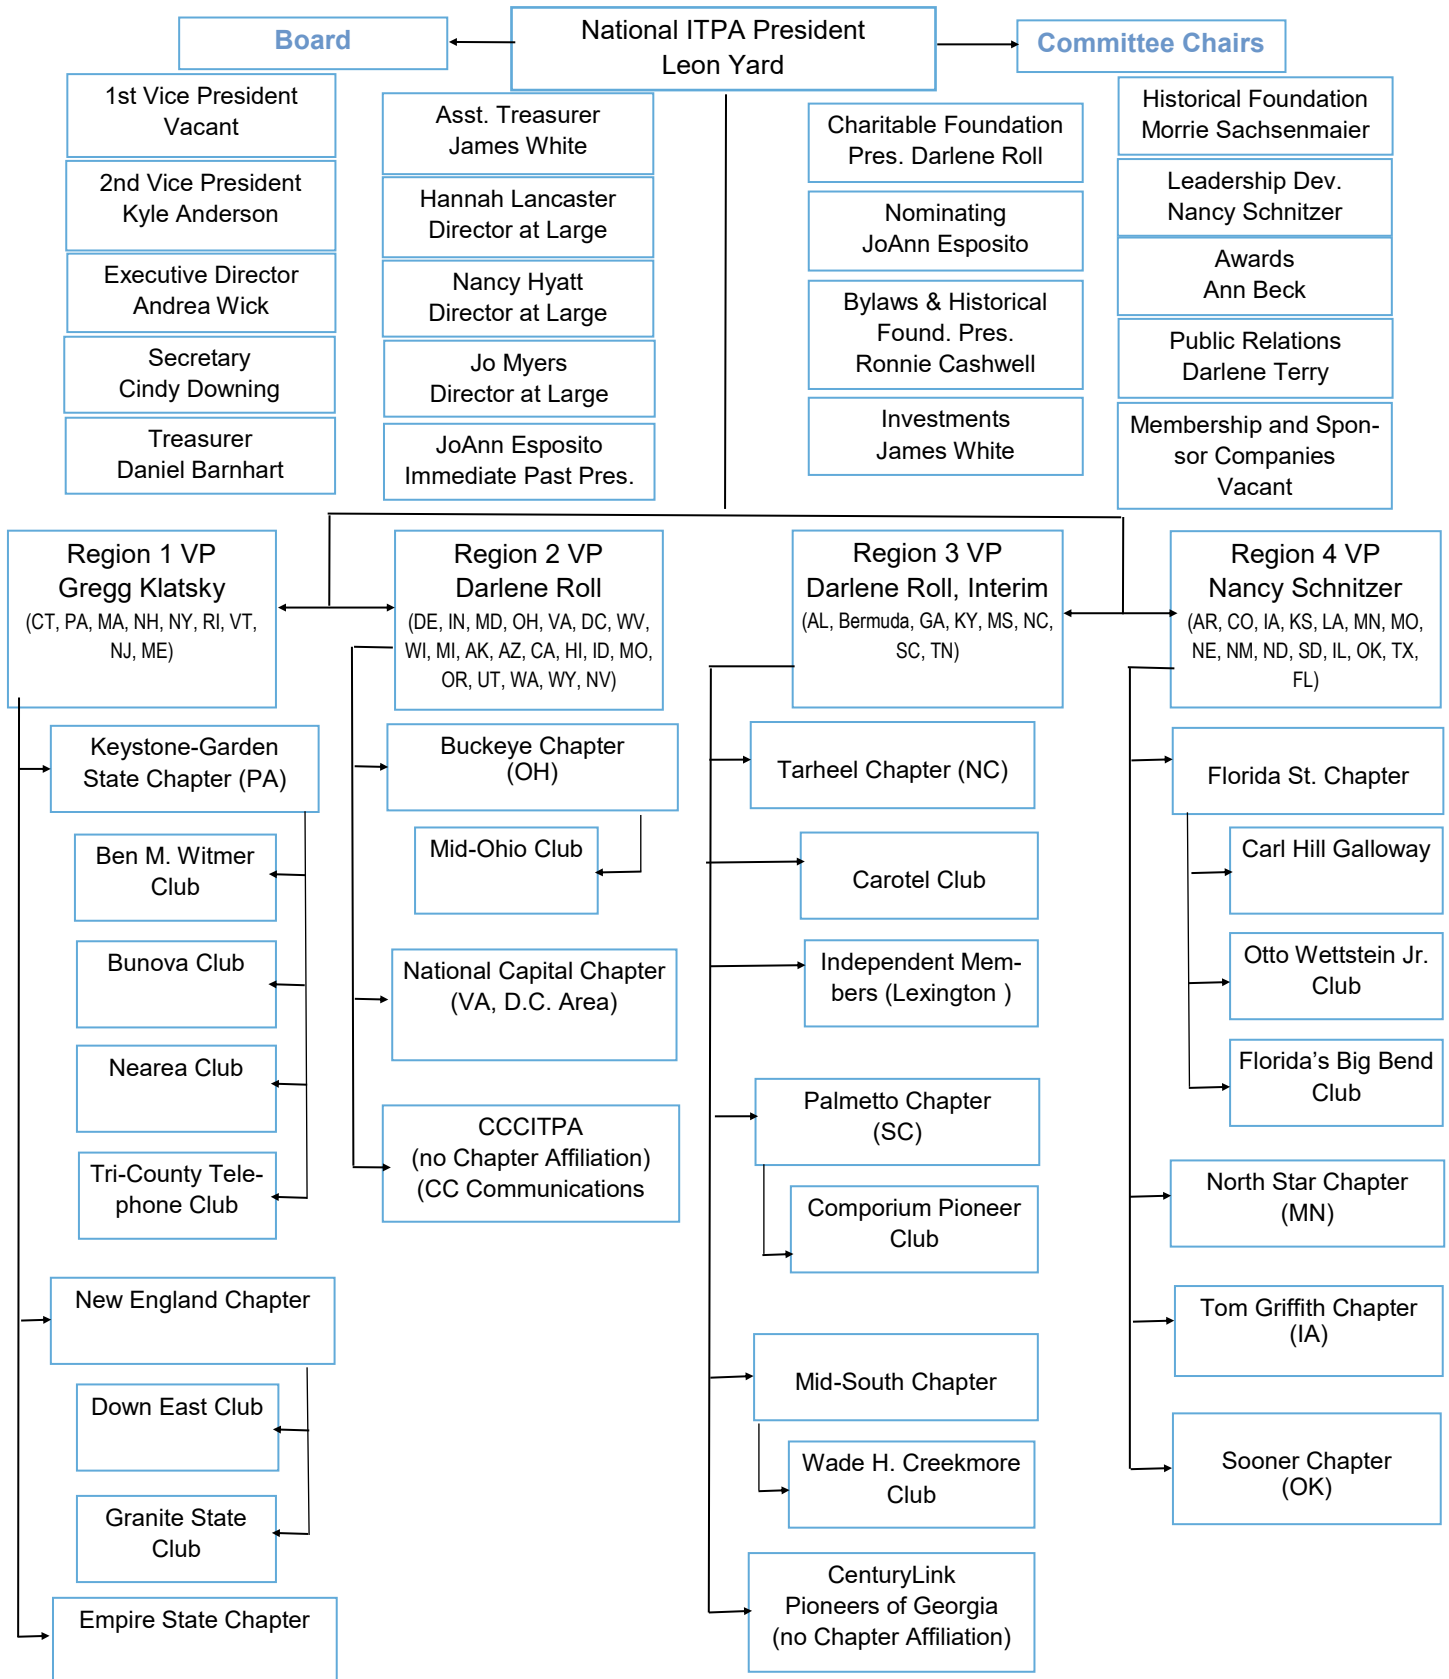 Board
National ITPA President
Leon Yard
Committee Chairs
1st Vice President
Vacant
2nd Vice President
Kyle Anderson
Executive Director
Andrea Wick
Secretary
Cindy Downing
Treasurer
Daniel Barnhart
Asst. Treasurer
James White
Hannah Lancaster
Director at Large
Nancy Hyatt
Director at Large
Jo Myers
Director at Large
JoAnn Esposito
Immediate Past Pres.
Charitable Foundation
Pres. Darlene Roll
Nominating
JoAnn Esposito
Bylaws & Historical
Found. Pres.
Ronnie Cashwell
Investments
James White
Historical Foundation
Morrie Sachsenmaier
Leadership Dev.
Nancy Schnitzer
Awards
Ann Beck
Public Relations
Darlene Terry
Membership and Spon-
sor Companies
Vacant
Region 1 VP
Gregg Klatsky
(CT, PA, MA, NH, NY, RI, VT,
NJ, ME)
Keystone-Garden
State Chapter (PA)
Ben M. Witmer
Club
Bunova Club
Nearea Club
Tri-County Tele-
phone Club
New England Chapter
Down East Club
Granite State
Club
Empire State Chapter
Region 2 VP
Darlene Roll
(DE, IN, MD, OH, VA, DC, WV,
WI, MI, AK, AZ, CA, HI, ID, MO,
OR, UT, WA, WY, NV)
Buckeye Chapter
(OH)
Mid-Ohio Club
National Capital Chapter
(VA, D.C. Area)
CCCITPA
(no Chapter Affiliation)
(CC Communications
Region 3 VP
Darlene Roll, Interim
(AL, Bermuda, GA, KY, MS, NC,
SC, TN)
Tarheel Chapter (NC)
Carotel Club
Independent Mem-
bers (Lexington )
Palmetto Chapter
(SC)
Comporium Pioneer
Club
Mid-South Chapter
Wade H. Creekmore
Club
CenturyLink
Pioneers of Georgia
(no Chapter Affiliation)
Region 4 VP
Nancy Schnitzer
(AR, CO, IA, KS, LA, MN, MO,
NE, NM, ND, SD, IL, OK, TX,
FL)
Florida St. Chapter
Carl Hill Galloway
Otto Wettstein Jr.
Club
Florida’s Big Bend
Club
North Star Chapter
(MN)
Tom Griffith Chapter
(IA)
Sooner Chapter
(OK)